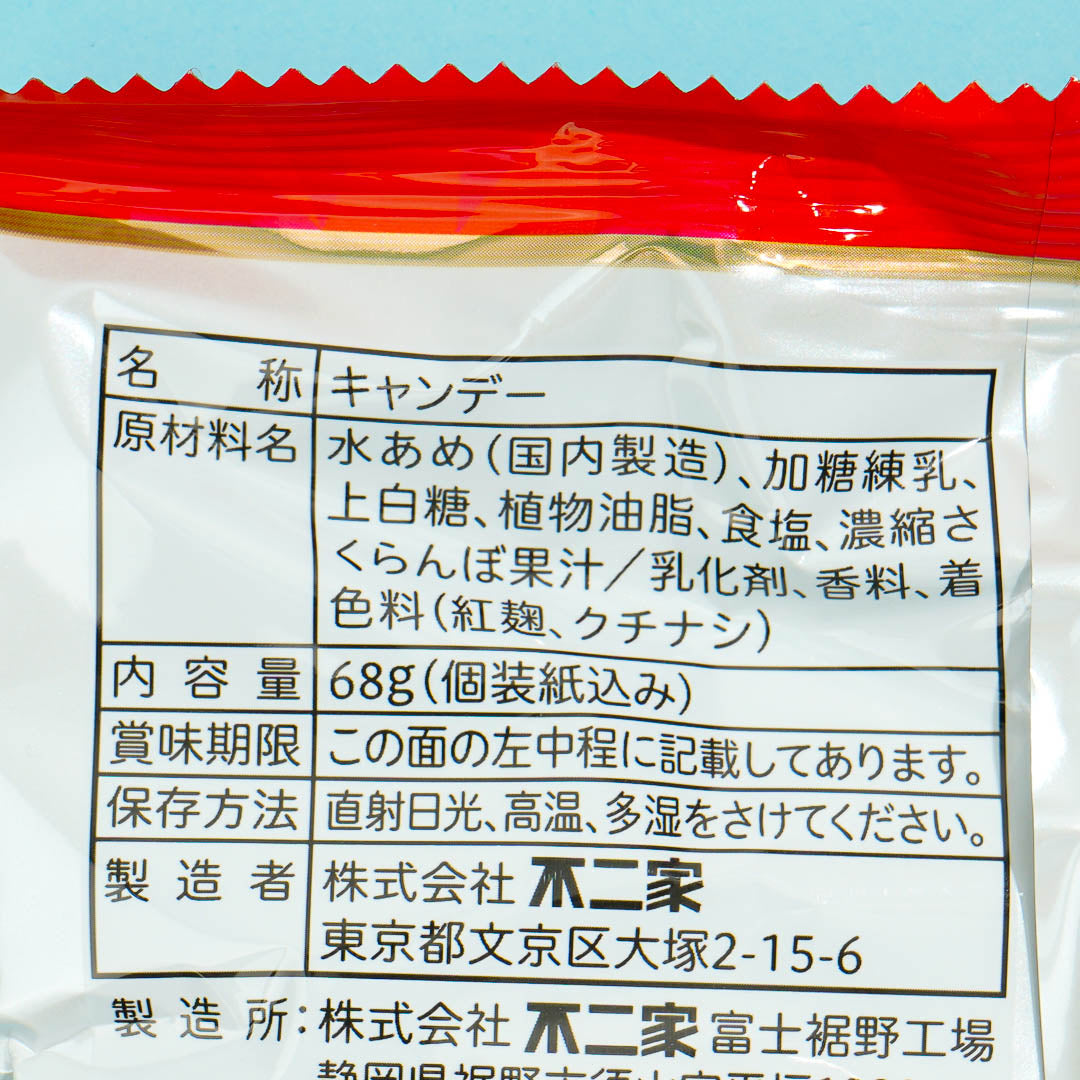 名称 キャンデー
原材料名 水あめ(国内製造)、加糖練乳、
上白糖、植物油脂、食塩、濃縮さ
くらんぼ果汁/乳化剤、香料、着
色料(紅麹、クチナシ)
内容量 68g(個装紙込み)
賞味期限 この面の左中程に記載してあります。
保存方法 直射日光、高温、多湿をさけてください。
製造者 株式会社 不二家
東京都文京区大塚2-15-6
製造所:株式会社 不二家 富士裾野工場